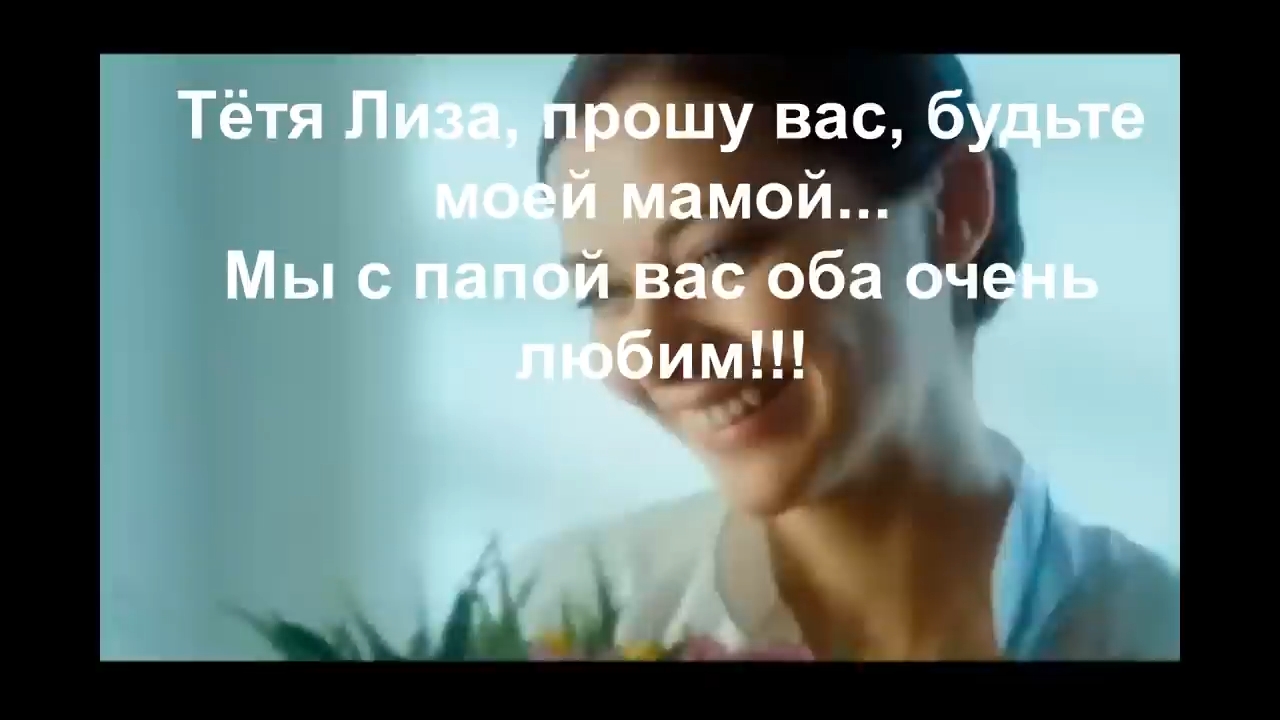 Тётя Лиза, прошу вас, будьте
моей мамой...
Мы с папой вас оба очень
любим!!!